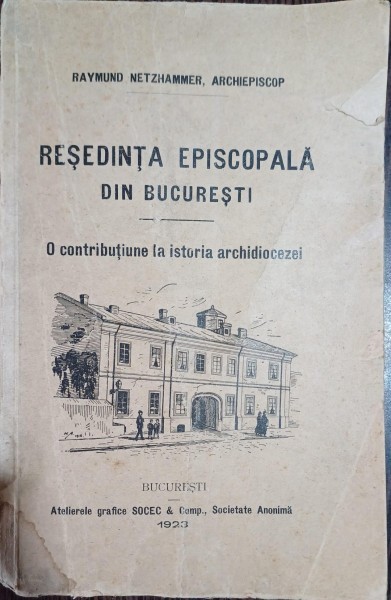 RAYMUND NETZHAMMER, ARCHIEPISCOP
REȘEDINȚA EPISCOPALĂ
DIN BUCUREȘTI
O contribuțiune la istoria archidiocezei
BUCUREȘTI
Atelierele grafice SOCEC & Comp., Societate Anonimă
1923